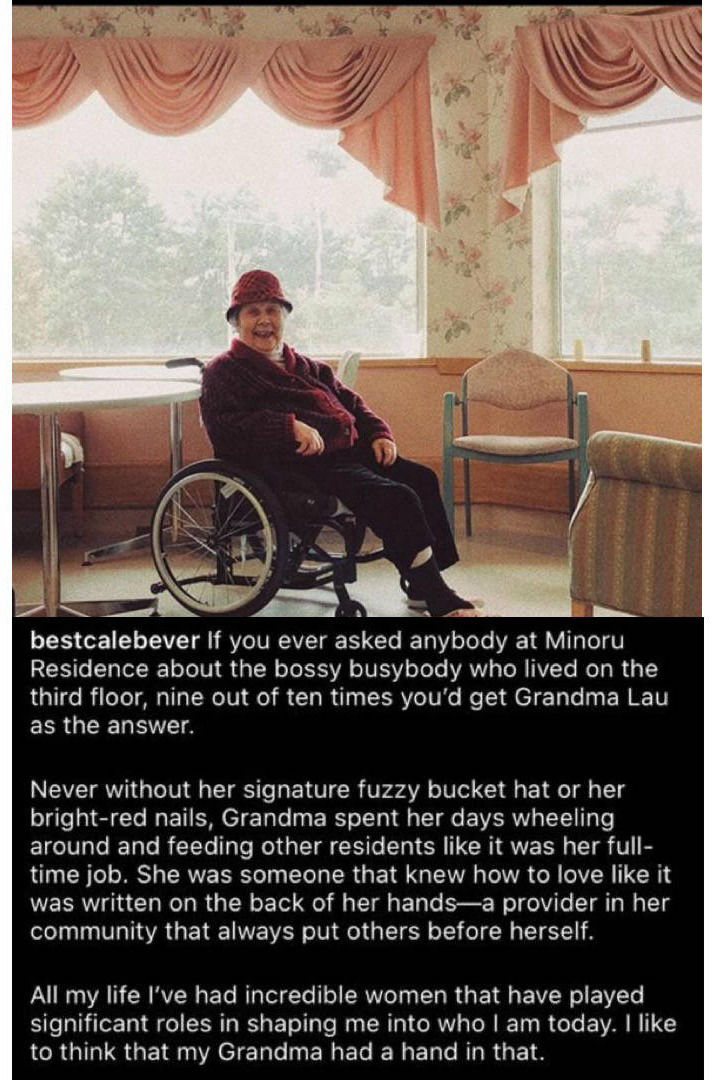 bestcalebever If you ever asked anybody at Minoru
Residence about the bossy busybody who lived on the
third floor, nine out of ten times you’d get Grandma Lau
as the answer.
Never without her signature fuzzy bucket hat or her
bright-red nails, Grandma spent her days wheeling
around and feeding other residents like it was her full-
time job. She was someone that knew how to love like it
was written on the back of her hands—a provider in her
community that always put others before herself.
All my life I’ve had incredible women that have played
significant roles in shaping me into who I am today. I like
to think that my Grandma had a hand in that.